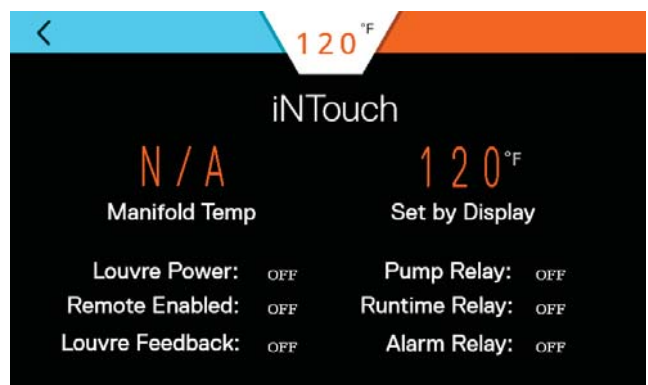 120°F
iNTouch
N/A 120°F
Manifold Temp Set by Display
Louvre Power: OFF Pump Relay: OFF
Remote Enabled: OFF Runtime Relay: OFF
Louvre Feedback: OFF Alarm Relay: OFF